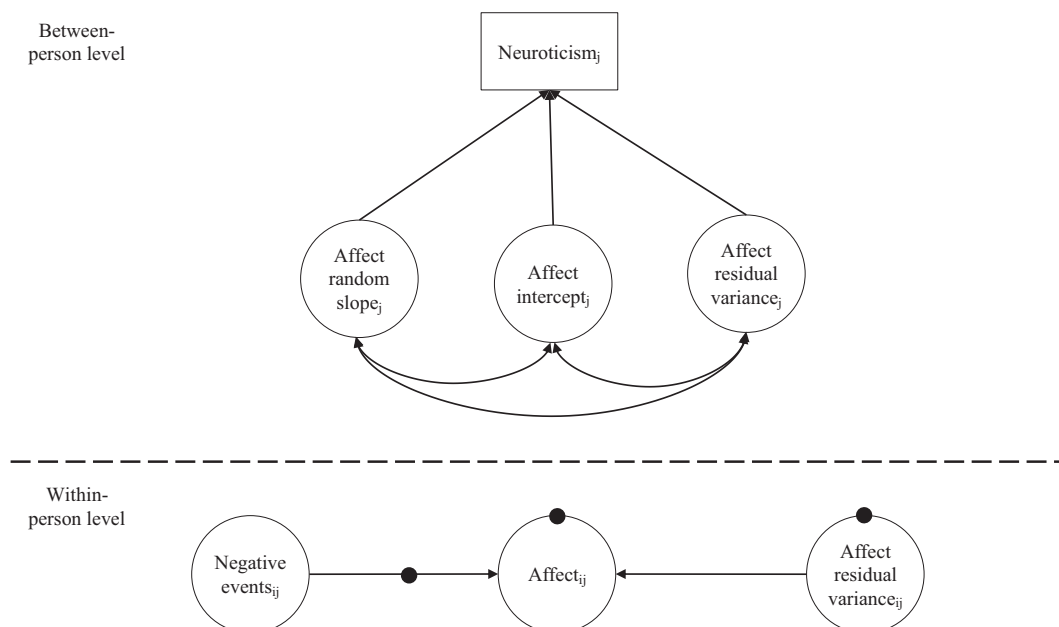 Between-
person level
Neuroticismj
Affect
random
slopej
Affect
interceptj
Affect
residual
variancej
Within-
person level
Negative
eventsij
Affectij
Affect
residual
varianceij